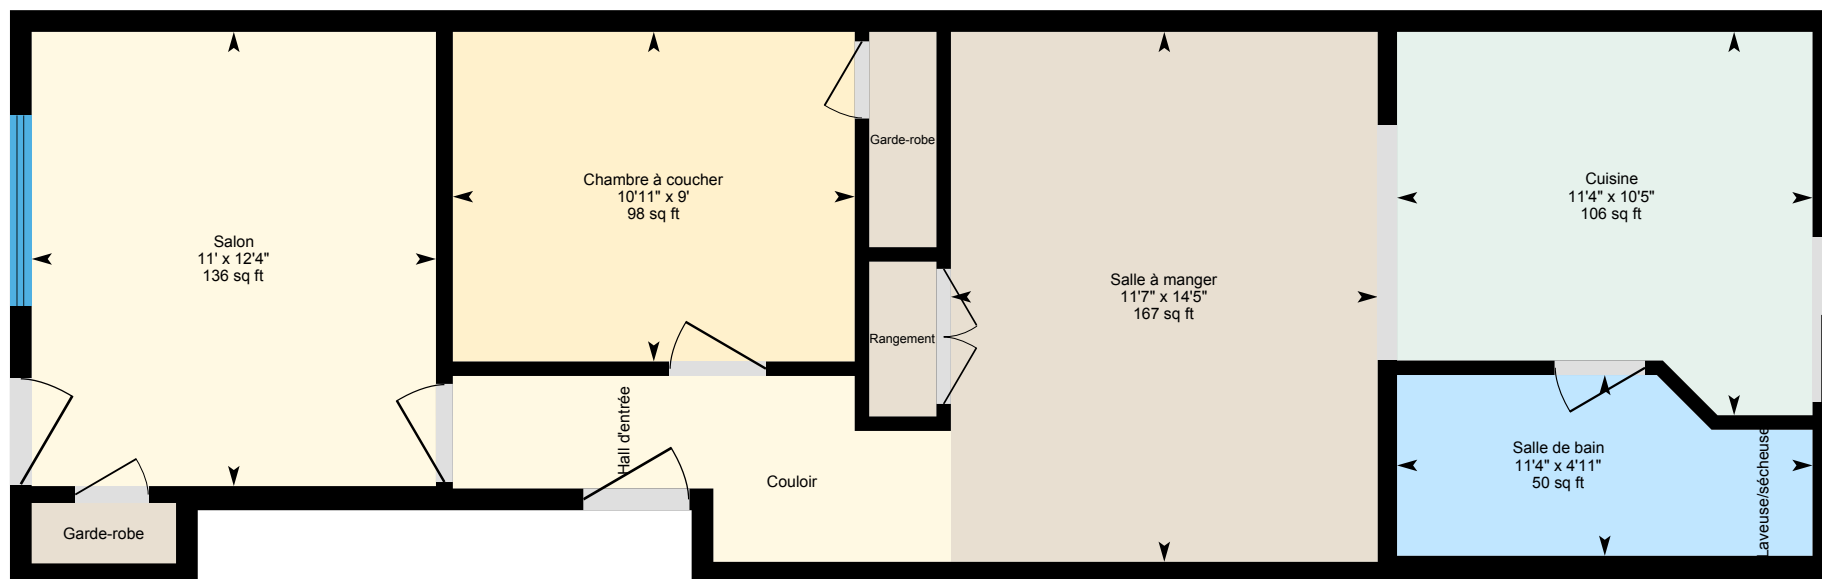 Salon
11' x 12'4"
136 sq ft
Garde-robe
Chambre à coucher
10'11" x 9'
98 sq ft
Garde-robe
Rangement
Hall d'entrée
Couloir
Salle à manger
11'7" x 14'5"
167 sq ft
Cuisine
11'4" x 10'5"
106 sq ft
Salle de bain
11'4" x 4'11"
50 sq ft
Laveuse/sécheuse